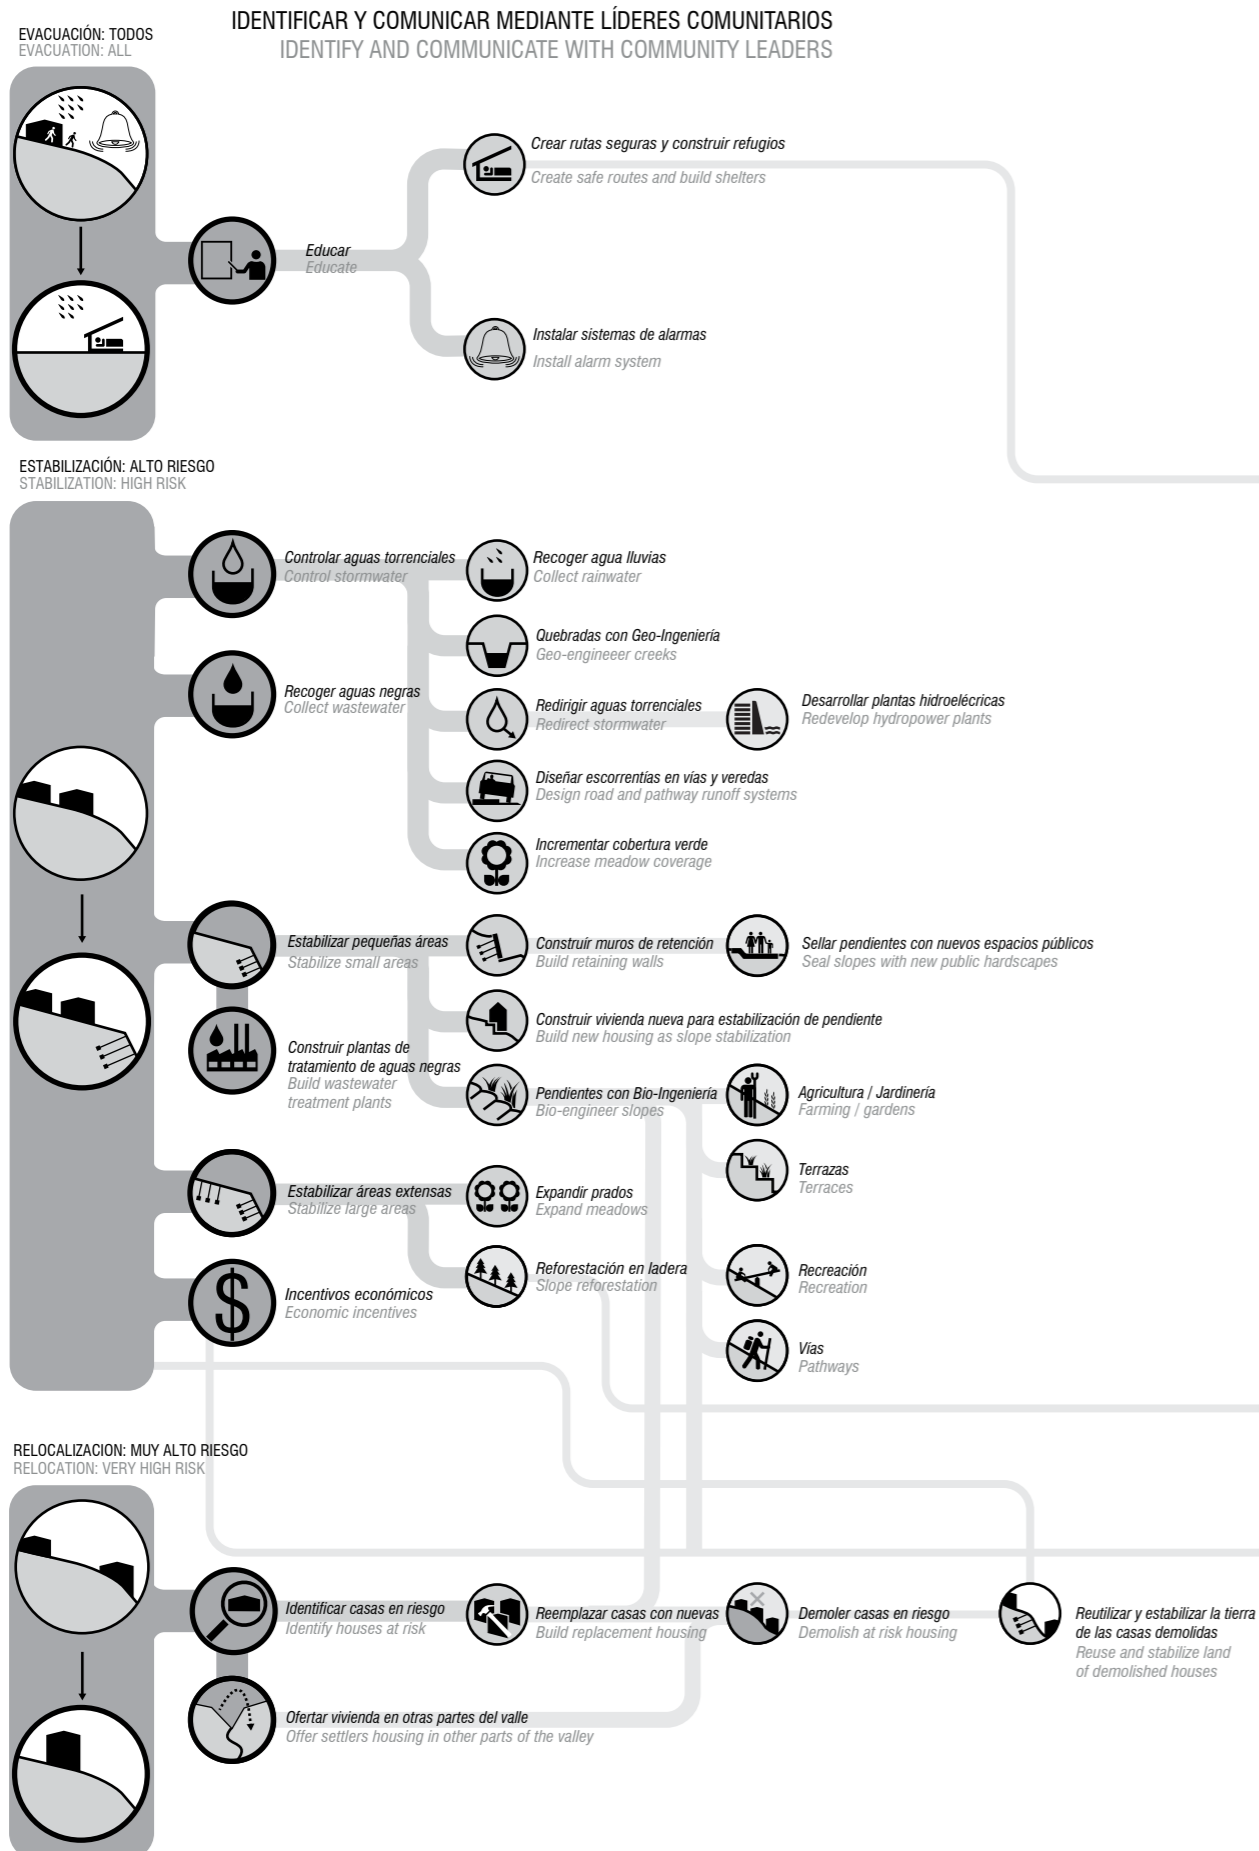 IDENTIFICAR Y COMUNICAR MEDIANTE LÍDERES COMUNITARIOS
IDENTIFY AND COMMUNICATE WITH COMMUNITY LEADERS
EVACUACIÓN: TODOS
EVACUATION: ALL
Crear rutas seguras y construir refugios
Create safe routes and build shelters
Educar
Educate
Instalar sistemas de alarmas
Install alarm system
ESTABILIZACIÓN: ALTO RIESGO
STABILIZATION: HIGH RISK
Controlar aguas torrenciales
Control stormwater
Recoger agua lluvias
Collect rainwater
Quebradas con Geo-Ingeniería
Geo-engineeer creeks
Recoger aguas negras
Collect wastewater
Redirigir aguas torrenciales
Redirect stormwater
Desarrollar plantas hidroelécricas
Redevelop hydropower plants
Diseñar escorrentías en vías y veredas
Design road and pathway runoff systems
Incrementar cobertura verde
Increase meadow coverage
Estabilizar pequeñas áreas
Stabilize small areas
Construír muros de retención
Build retaining walls
Sellar pendientes con nuevos espacios públicos
Seal slopes with new public hardscapes
Construir vivienda nueva para estabilización de pendiente
Build new housing as slope stabilization
Construir plantas de
tratamiento de aguas negras
Build wastewater
treatment plants
Pendientes con Bio-Ingeniería
Bio-engineer slopes
Agricultura / Jardinería
Farming / gardens
Terrazas
Terraces
Estabilizar áreas extensas
Stabilize large areas
Expandir prados
Expand meadows
Reforestación en ladera
Slope reforestation
Recreación
Recreation
$
Incentivos económicos
Economic incentives
Vías
Pathways
RELOCALIZACION: MUY ALTO RIESGO
RELOCATION: VERY HIGH RISK
Identificar casas en riesgo
Identify houses at risk
Reemplazar casas con nuevas
Build replacement housing
Demoler casas en riesgo
Demolish at risk housing
Reutilizar y estabilizar la tierra
de las casas demolidas
Reuse and stabilize land
of demolished houses
Ofertar vivienda en otras partes del valle
Offer settlers housing in other parts of the valley